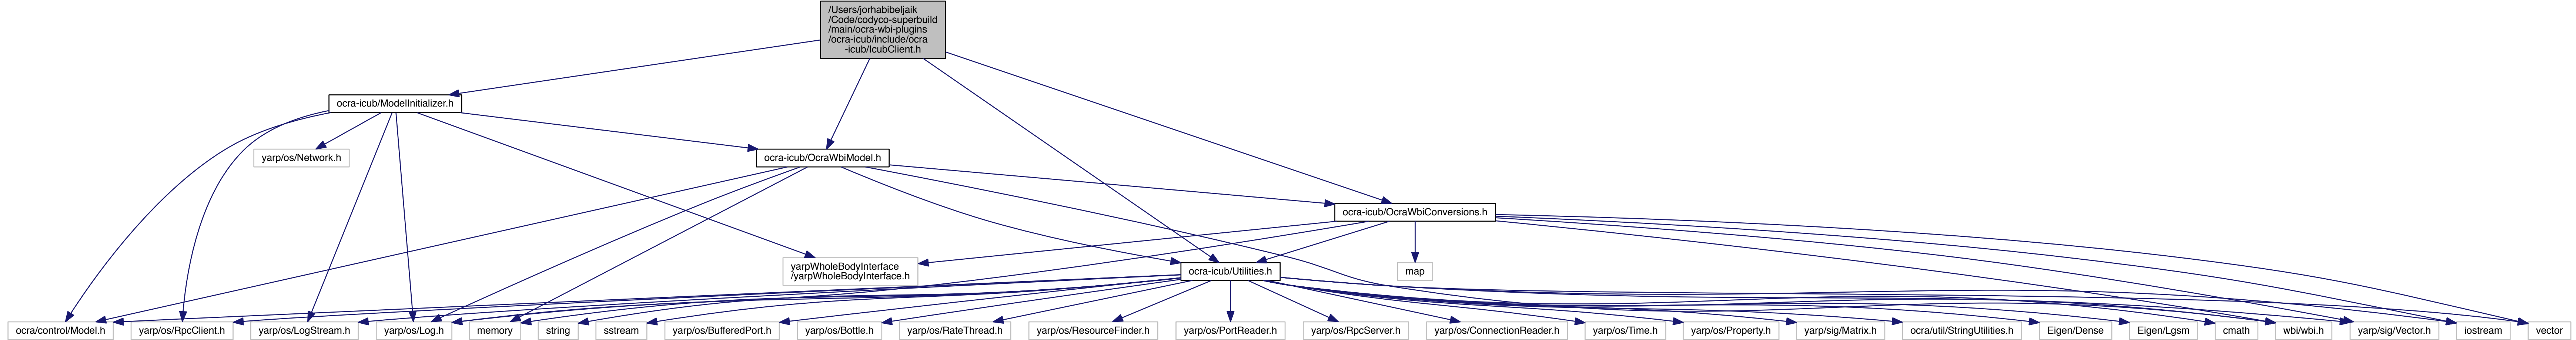 /Users/jorhabibeljaik
/Code/codyco-superbuild
/main/ocra-wbi-plugins
/ocra-icub/include/ocra
-icub/IcubClient.h
ocra-icub/ModelInitializer.h
yarp/os/Network.h
ocra-icub/OcraWbiModel.h
ocra-icub/OcraWbiConversions.h
yarpWholeBodyInterface
/yarpWholeBodyInterface.h
ocra-icub/Utilities.h
map
ocra/control/Model.h
yarp/os/RpcClient.h
yarp/os/LogStream.h
yarp/os/Log.h
memory
string
sstream
yarp/os/BufferedPort.h
yarp/os/Bottle.h
yarp/os/RateThread.h
yarp/os/ResourceFinder.h
yarp/os/PortReader.h
yarp/os/RpcServer.h
yarp/os/ConnectionReader.h
yarp/os/Time.h
yarp/os/Property.h
yarp/sig/Matrix.h
ocra/util/StringUtilities.h
Eigen/Dense
Eigen/Lgsm
cmath
wbi/wbi.h
yarp/sig/Vector.h
iostream
vector